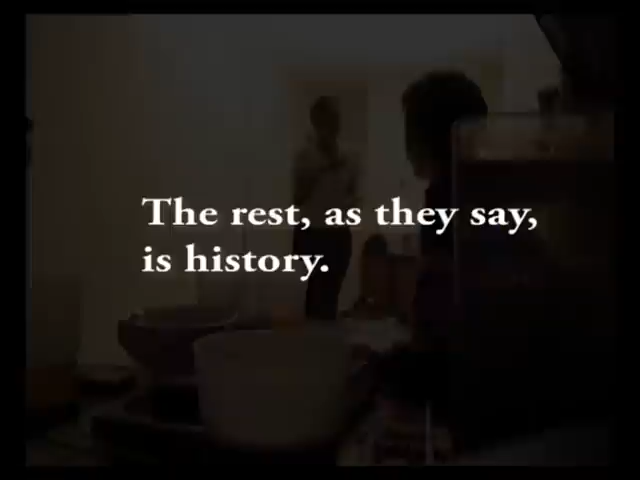 The rest, as they say,
is history.